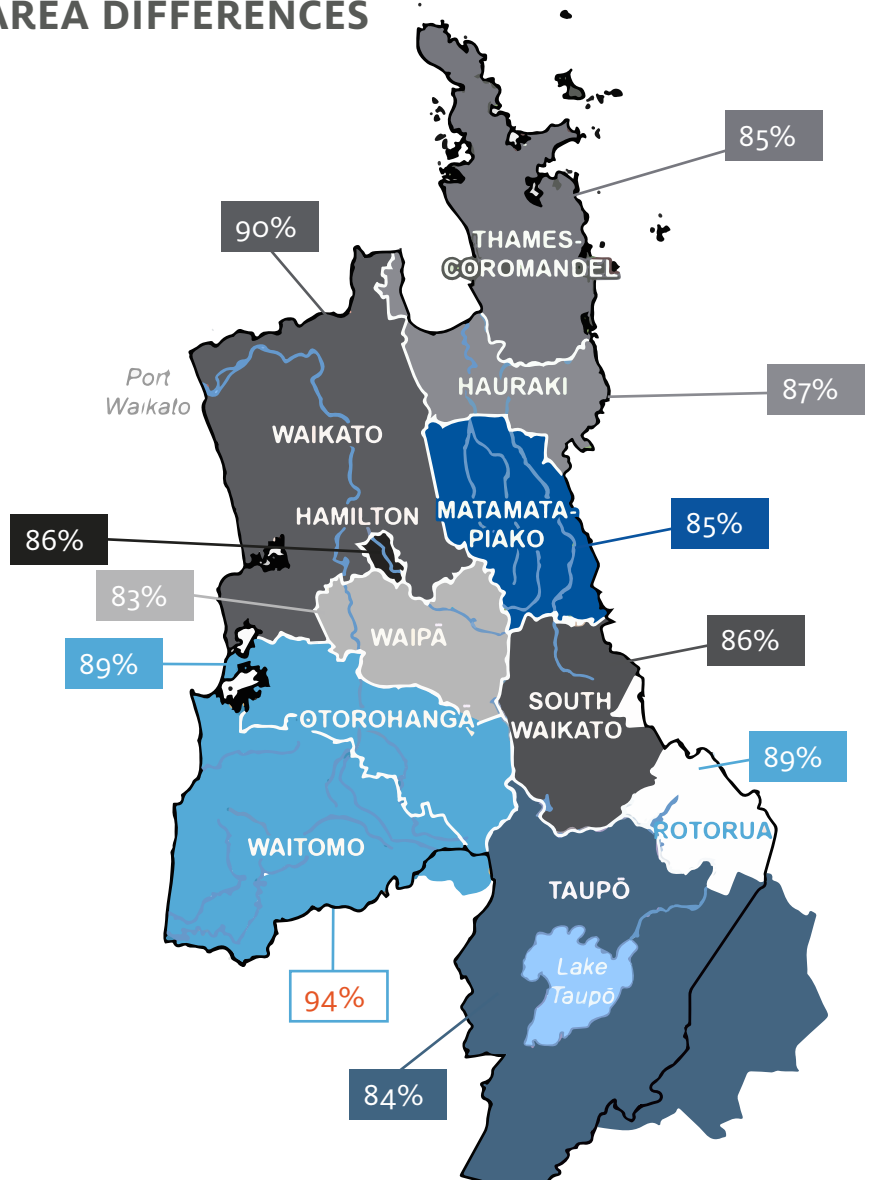 AREA DIFFERENCES
85%
90%
THAMES-
COROMANDEL
Port
Waikato
HAURAKI
87%
WAIKATO
HAMILTON
MATAMATA-
PIAKO
85%
86%
83%
WAIPĀ
86%
89%
SOUTH
WAIKATO
OTOROHANGĀ
89%
ROTORUA
WAITOMO
TAUPŌ
Lake
Taupō
94%
84%